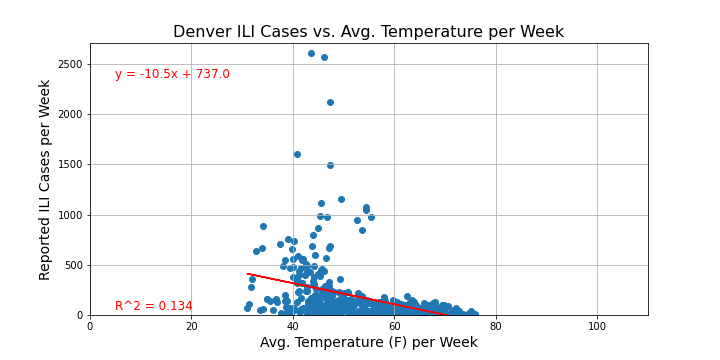 Denver ILI Cases vs. Avg. Temperature per Week
y = -10.5x + 737.0
R^2 = 0.134
Reported ILI Cases per Week
2500
2000
1500
1000
500
0
0 20 40 60 80 100
Avg. Temperature (F) per Week